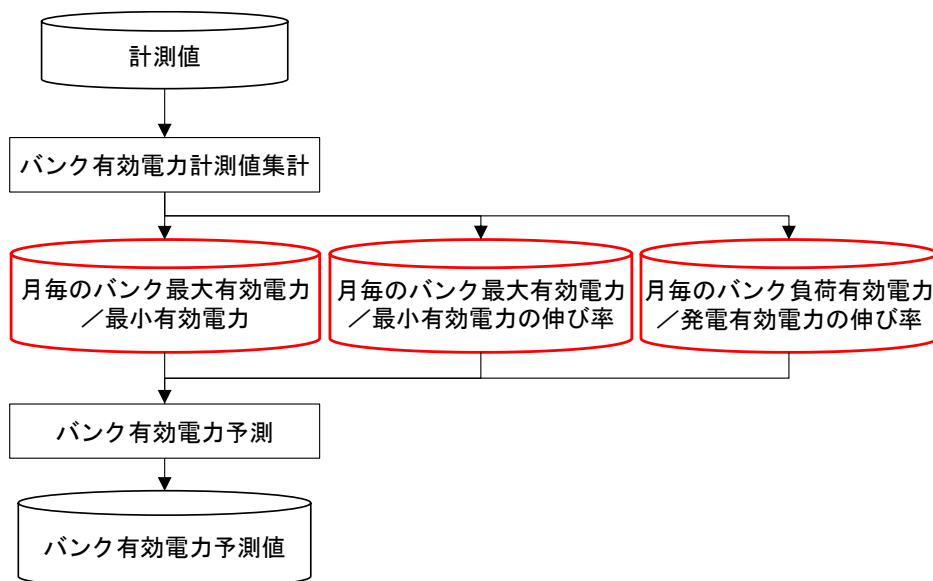 計測値
バンク有効電力計測値集計
月毎のバンク最大有効電力
／最小有効電力
月毎のバンク最大有効電力
／最小有効電力の伸び率
月毎のバンク負荷有効電力
／発電有効電力の伸び率
バンク有効電力予測
バンク有効電力予測値